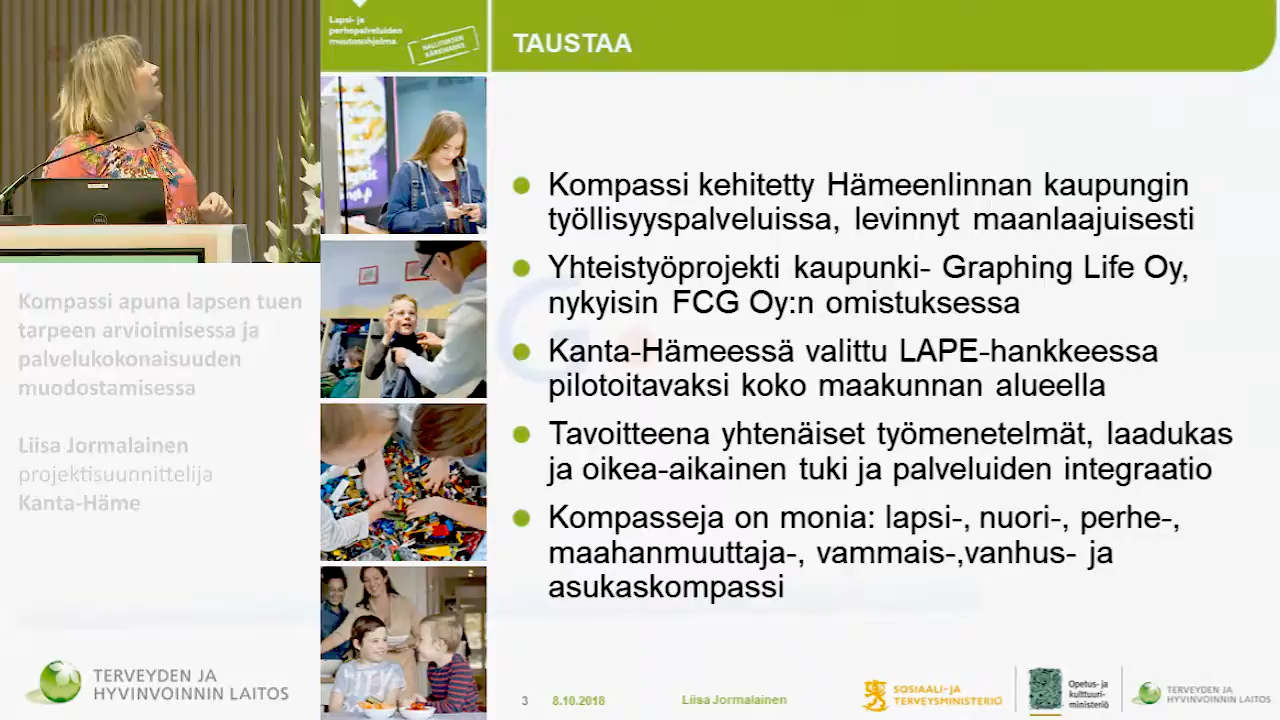 Lapsi- ja
perhepalveluiden
muutosohjelma
HALLITUKSEN
KÄRKIHANKE
TAUSTAA
Kompassi kehitetty Hämeenlinnan kaupungin
työllisyyspalveluissa, levinnyt maanlaajuisesti
Yhteistyöprojekti kaupunki- Graphing Life Oy,
nykyisin FCG Oy:n omistuksessa
Kanta-Hämeessä valittu LAPE-hankkeessa
pilotoitavaksi koko maakunnan alueella
Tavoitteena yhtenäiset työmenetelmät, laadukas
ja oikea-aikainen tuki ja palveluiden integraatio
Kompasseja on monia: lapsi-, nuori-, perhe-,
maahanmuuttaja-, vammais-,vanhus- ja
asukaskompassi
Kompassi apuna lapsen tuen
tarpeen arvioimisessa ja
palvelukokonaisuuden
muodostamisessa
Liisa Jormalainen
projektisuunnittelija
Kanta-Häme
TERVEYDEN JA
HYVINVOINNIN LAITOS
3 8.10.2018 Liisa Jormalainen
SOSIAALI- JA
TERVEYSMINISTERIÖ
Opetus- ja
kulttuuri-
ministeriö
TERVEYDEN JA
HYVINVOINNIN LAITOS